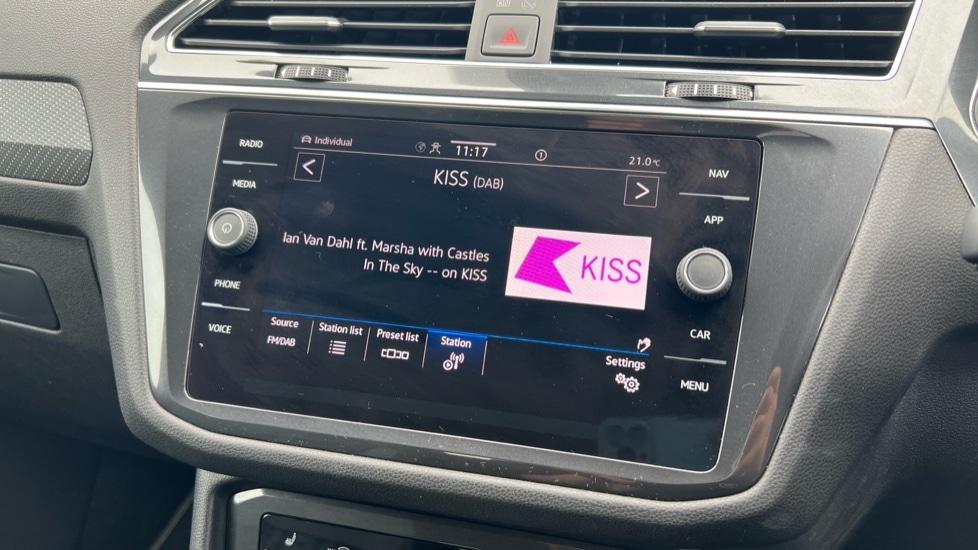 RADIO
MEDIA
PHONE
VOICE
Individual
11:17
1
21.0°C
KISS (DAB)
Ian Van Dahl ft. Marsha with Castles
In The Sky -- on KISS
KISS
Source
FM/DAB
Station list
Preset list
Station
Settings
NAV
APP
CAR
MENU